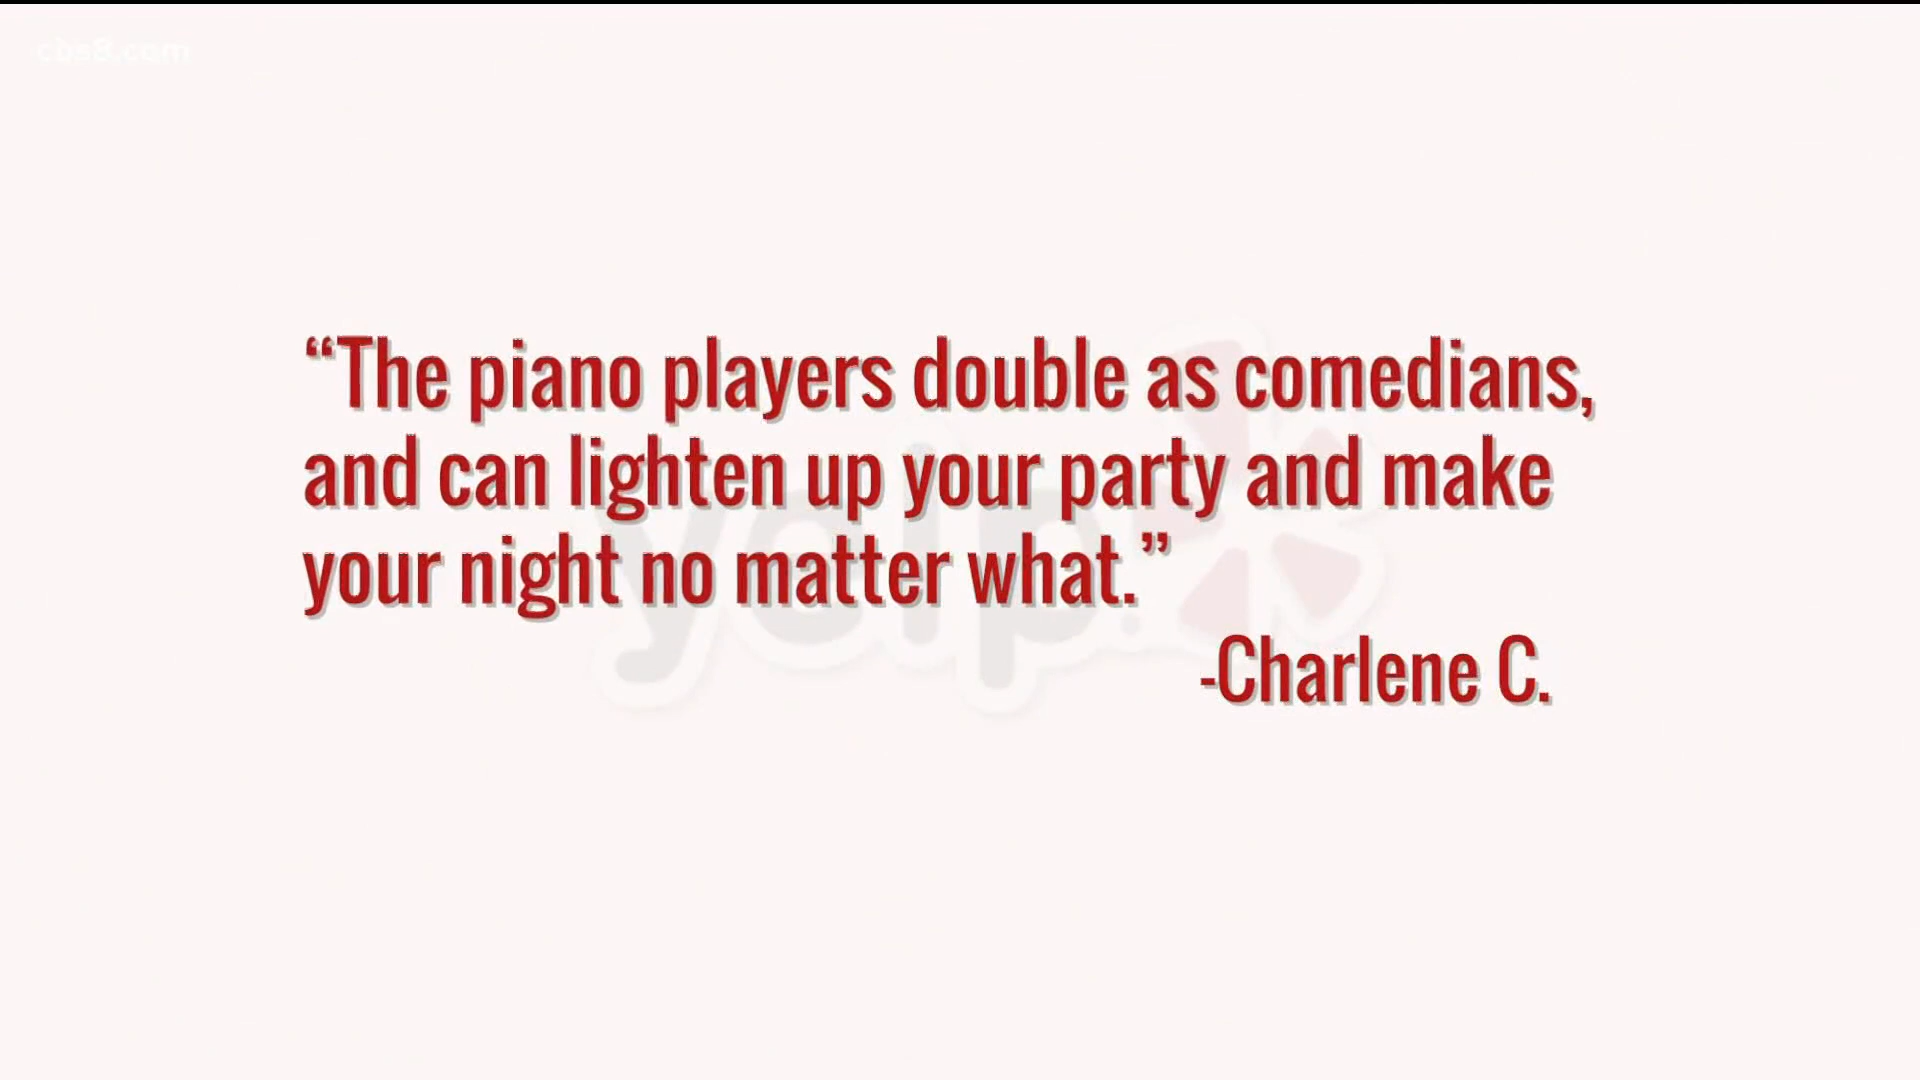 cbs8.com
“The piano players double as comedians,
and can lighten up your party and make
your night no matter what.”
-Charlene C.
yelp